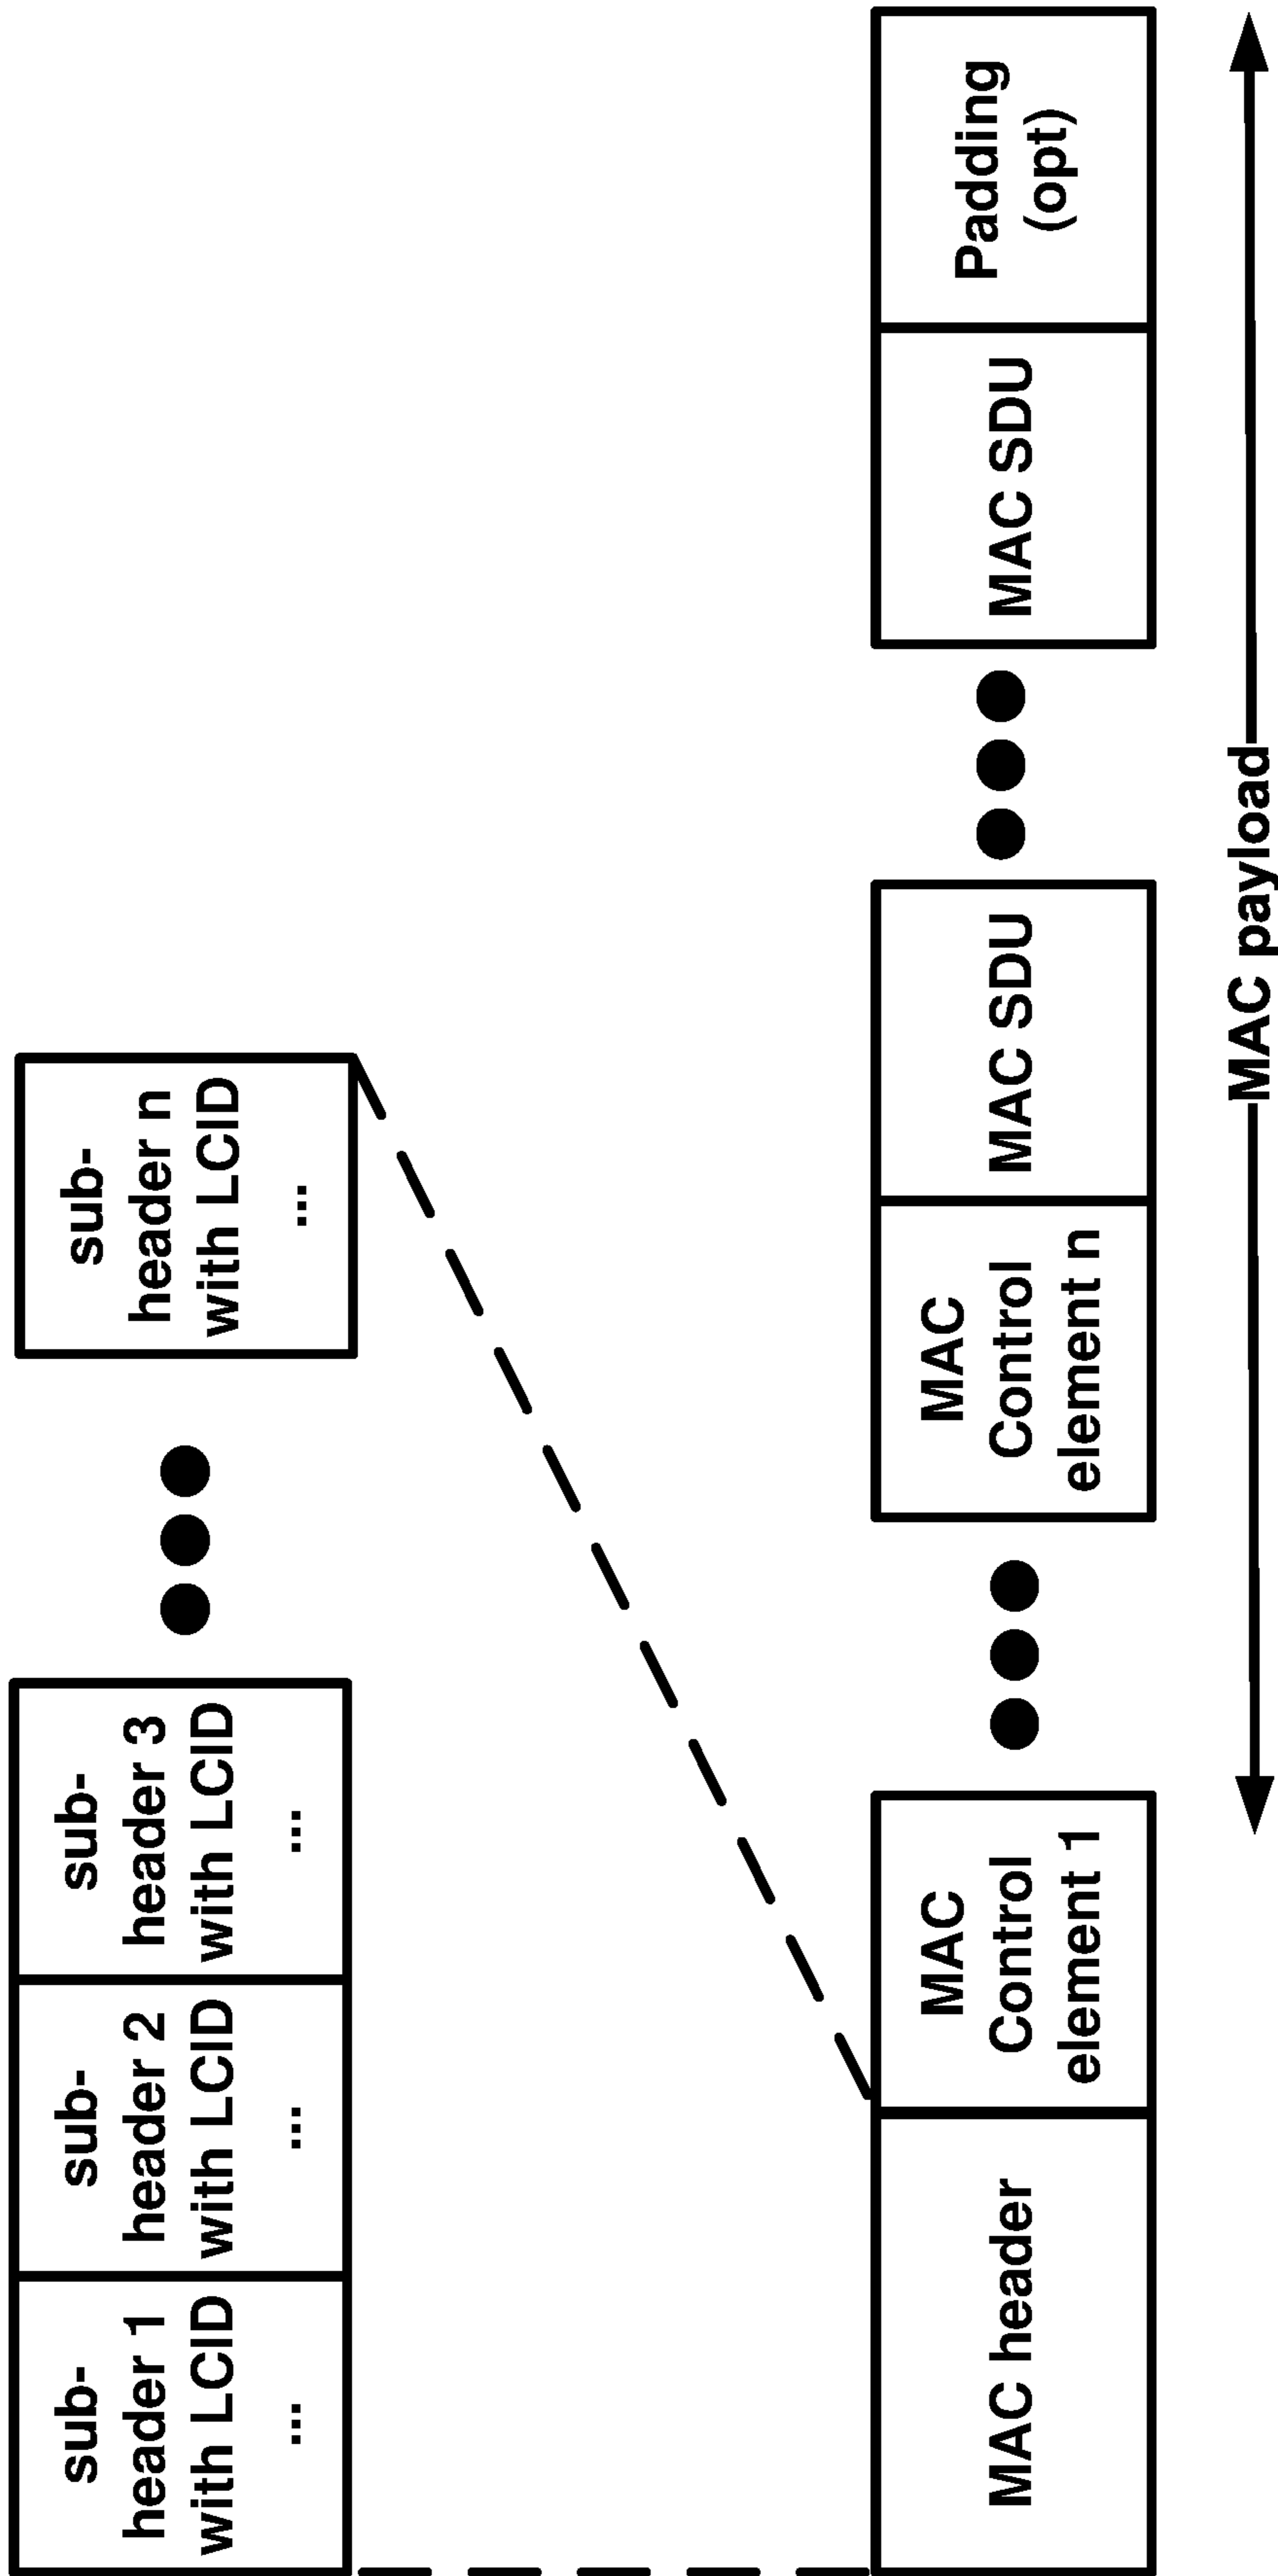 sub-
header 1
with LCID
...
sub-
header 2
with LCID
...
sub-
header 3
with LCID
...
sub-
header n
with LCID
...
MAC header
MAC
Control
element 1
MAC
Control
element n
MAC SDU
MAC SDU
Padding
(opt)
MAC payload